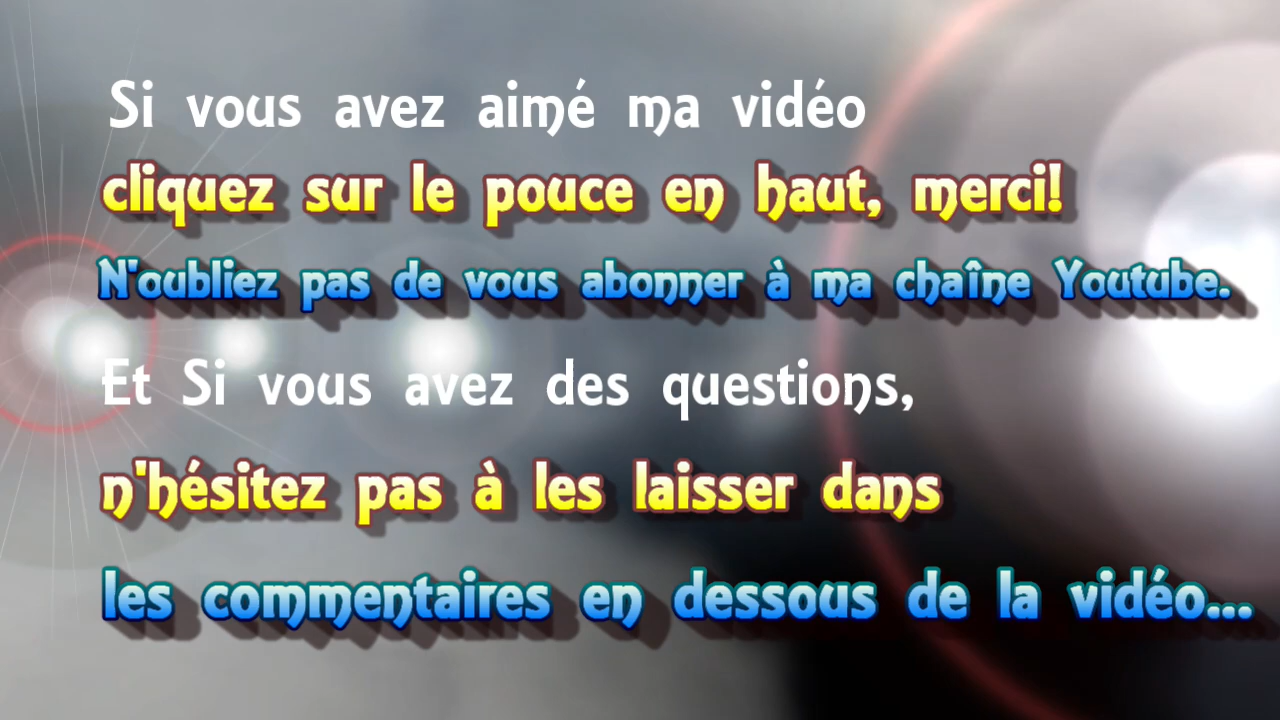 Si vous avez aimé ma vidéo
cliquez sur le pouce en haut, merci!
N'oubliez pas de vous abonner à ma chaîne Youtube.
Et Si vous avez des questions,
n'hésitez pas à les laisser dans
les commentaires en dessous de la vidéo...